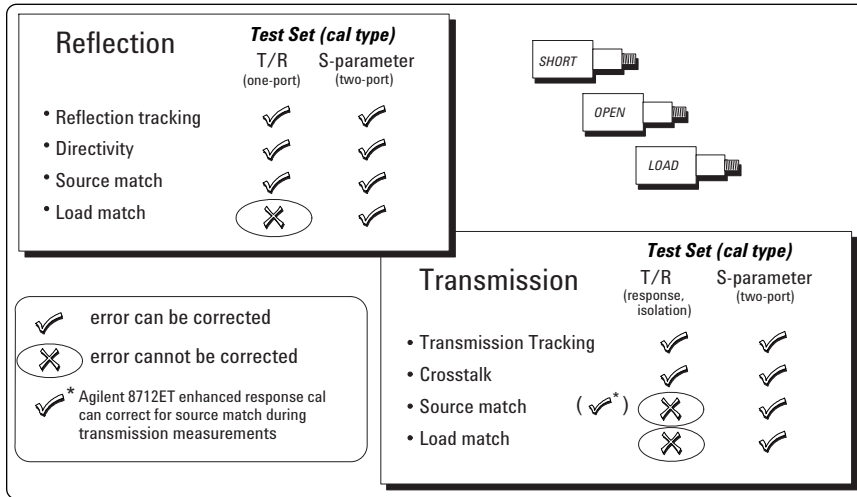 Reflection
Test Set (cal type)
T/R S-parameter
(one-port) (two-port)
• Reflection tracking
• Directivity
• Source match
• Load match
SHORT
OPEN
LOAD
Transmission
Test Set (cal type)
T/R S-parameter
(response, (two-port)
isolation)
• Transmission Tracking
• Crosstalk
• Source match ( * )
• Load match
error can be corrected
error cannot be corrected
* Agilent 8712ET enhanced response cal
can correct for source match during
transmission measurements